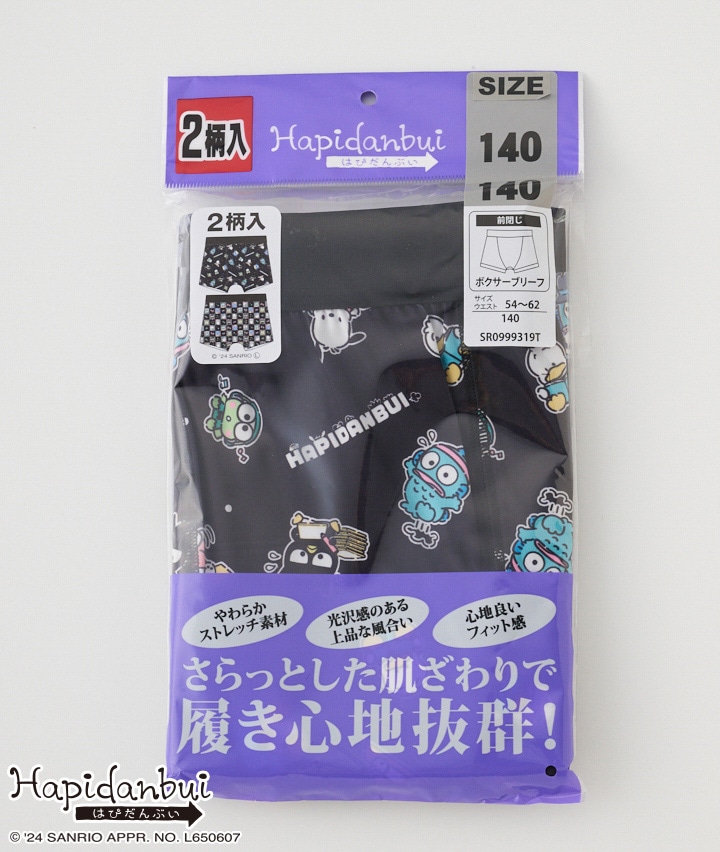 2柄入
Hapidanbui
はぴだんぶい
SIZE
140
140
2柄入
© '24 SANRIO Ⓛ
前閉じ
ボクサーブリーフ
サイズ
ウエスト 54～62
140
SR0999319T
HAPIDANBUI
やわらか
ストレッチ素材
光沢感のある
上品な風合い
心地良い
フィット感
さらっとした肌ざわりで
履き心地抜群!
Hapidanbui
はぴだんぶい
© '24 SANRIO APPR. NO. L650607